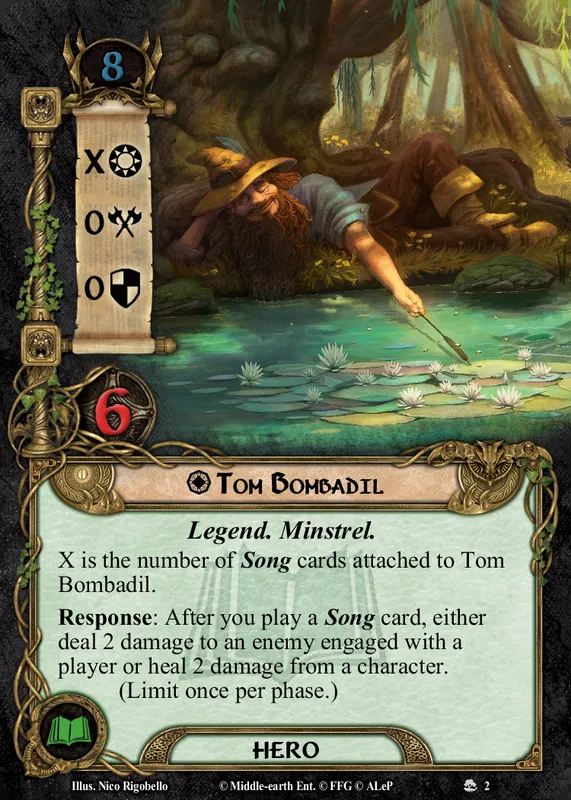 8
X
0
0
6
Tom Bombadil
Legend. Minstrel.
X is the number of Song cards attached to Tom
Bombadil.
Response: After you play a Song card, either
deal 2 damage to an enemy engaged with a
player or heal 2 damage from a character.
(Limit once per phase.)
HERO
Illus. Nico Rigobello © Middle-earth Ent. © FFG © ALeP 2